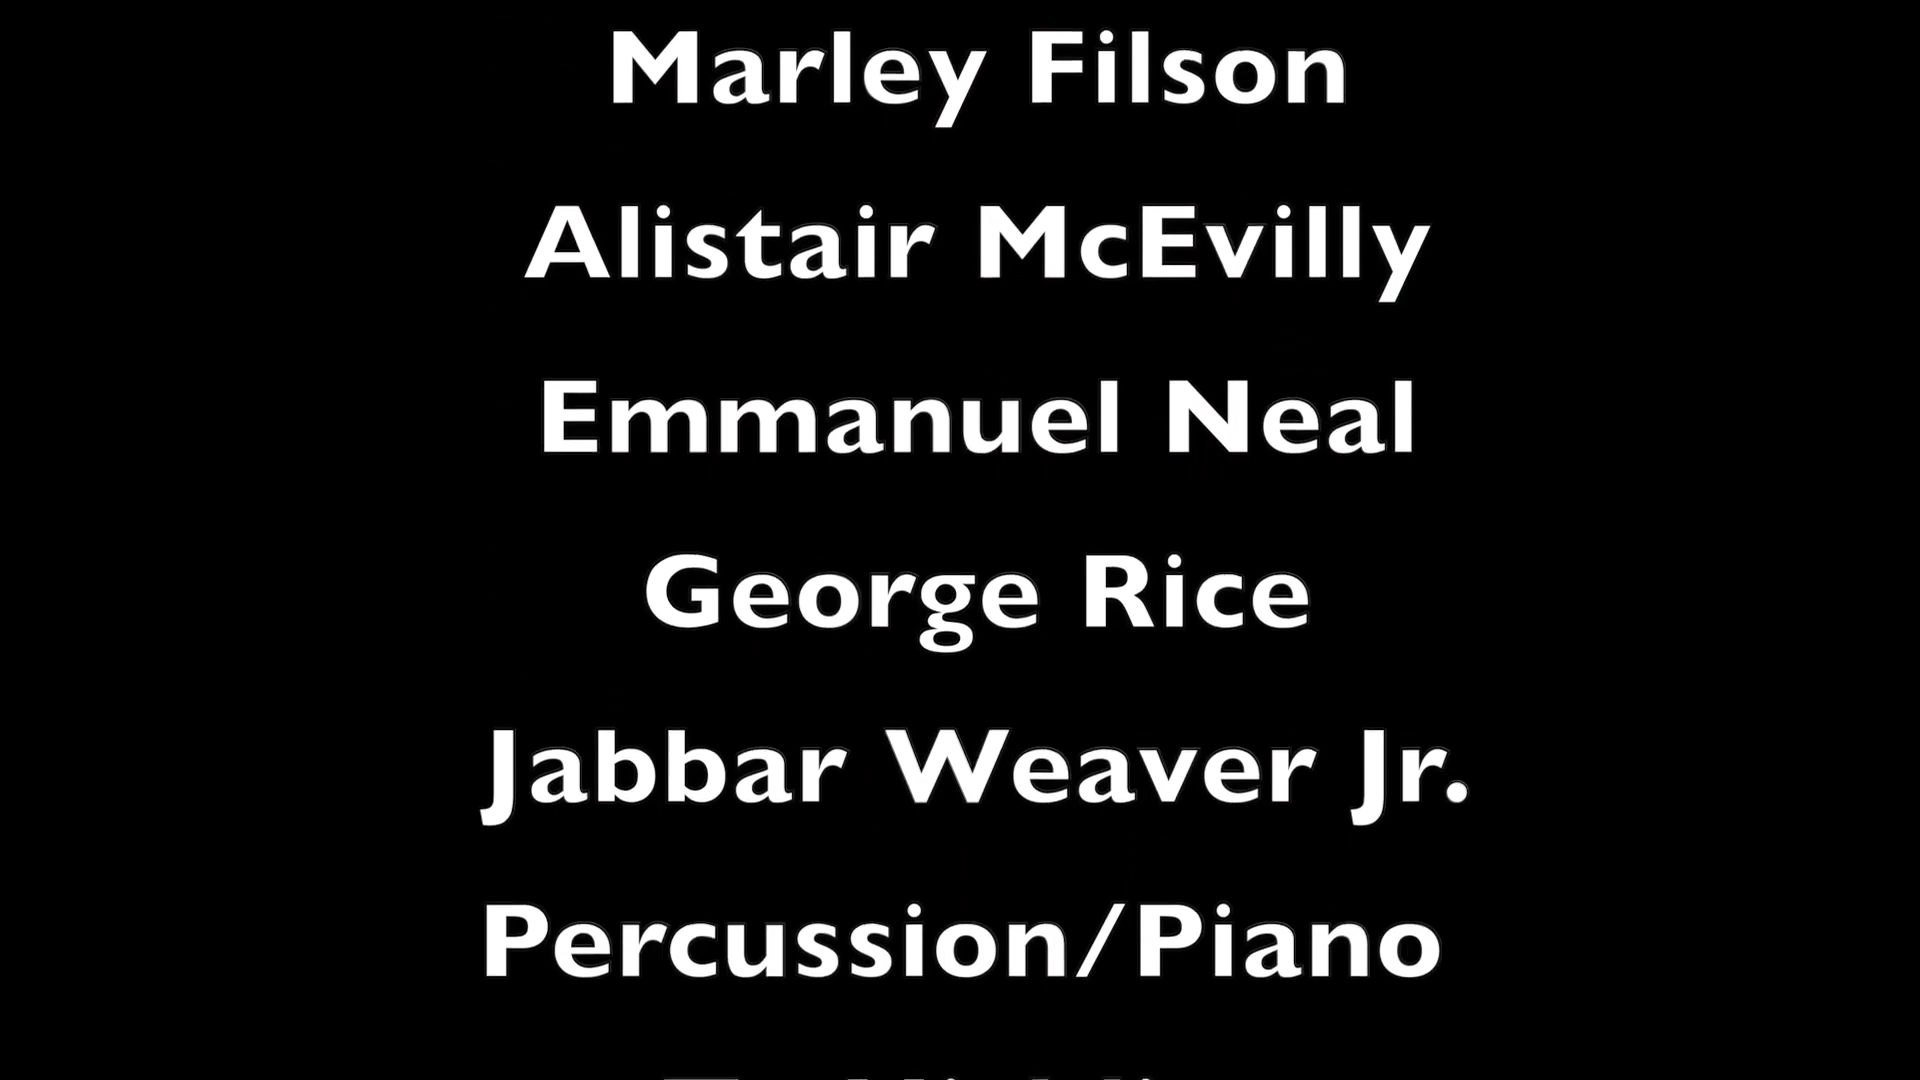 Marley Filson
Alistair McEvilly
Emmanuel Neal
George Rice
Jabbar Weaver Jr.
Percussion/Piano